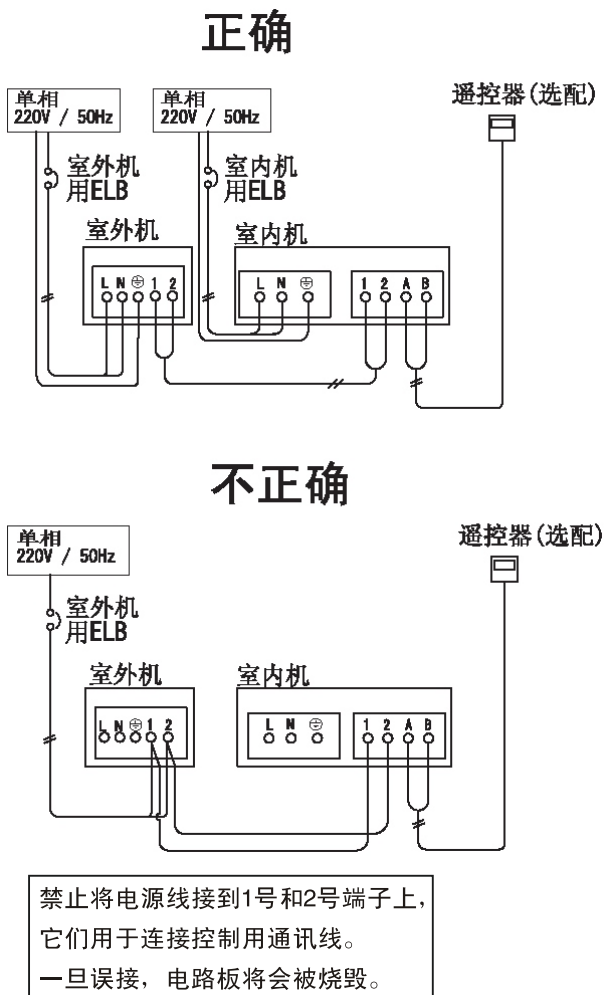 正确
单相
220V / 50Hz
单相
220V / 50Hz
遥控器(选配)
室外机
用ELB
室内机
用ELB
室外机
室内机
L N 1 2
L N
1 2 A B
不正确
单相
220V / 50Hz
遥控器(选配)
室外机
用ELB
室外机
室内机
L N 1 2
L N
1 2 A B
禁止将电源线接到1号和2号端子上，
它们用于连接控制用通讯线。
一旦误接，电路板将会被烧毁。